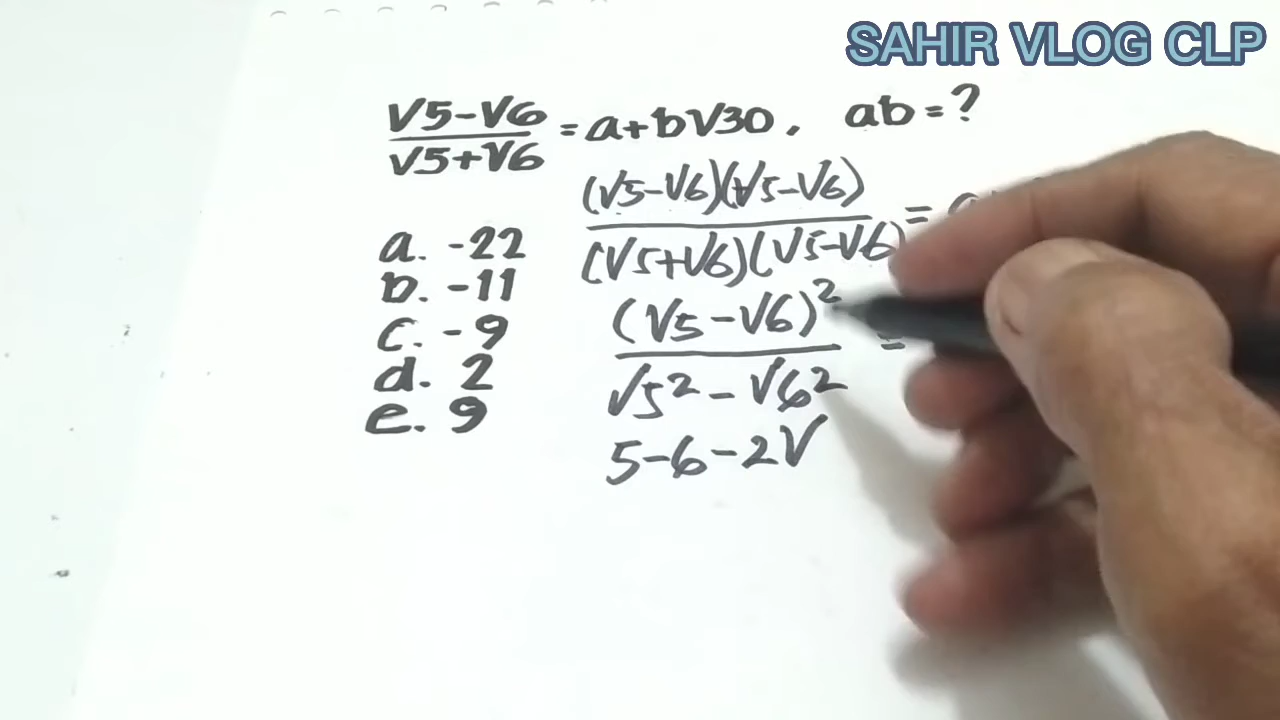 SAHIR VLOG CLP
√5-√6 / √5+√6 = a+b√30, ab=?
(√5-√6)(√5-√6) / (√5+√6)(√5-√6) = a
a. -22
b. -11
c. -9
d. 2
e. 9
(√5-√6)² / √5² - √6² =
5-6-2√